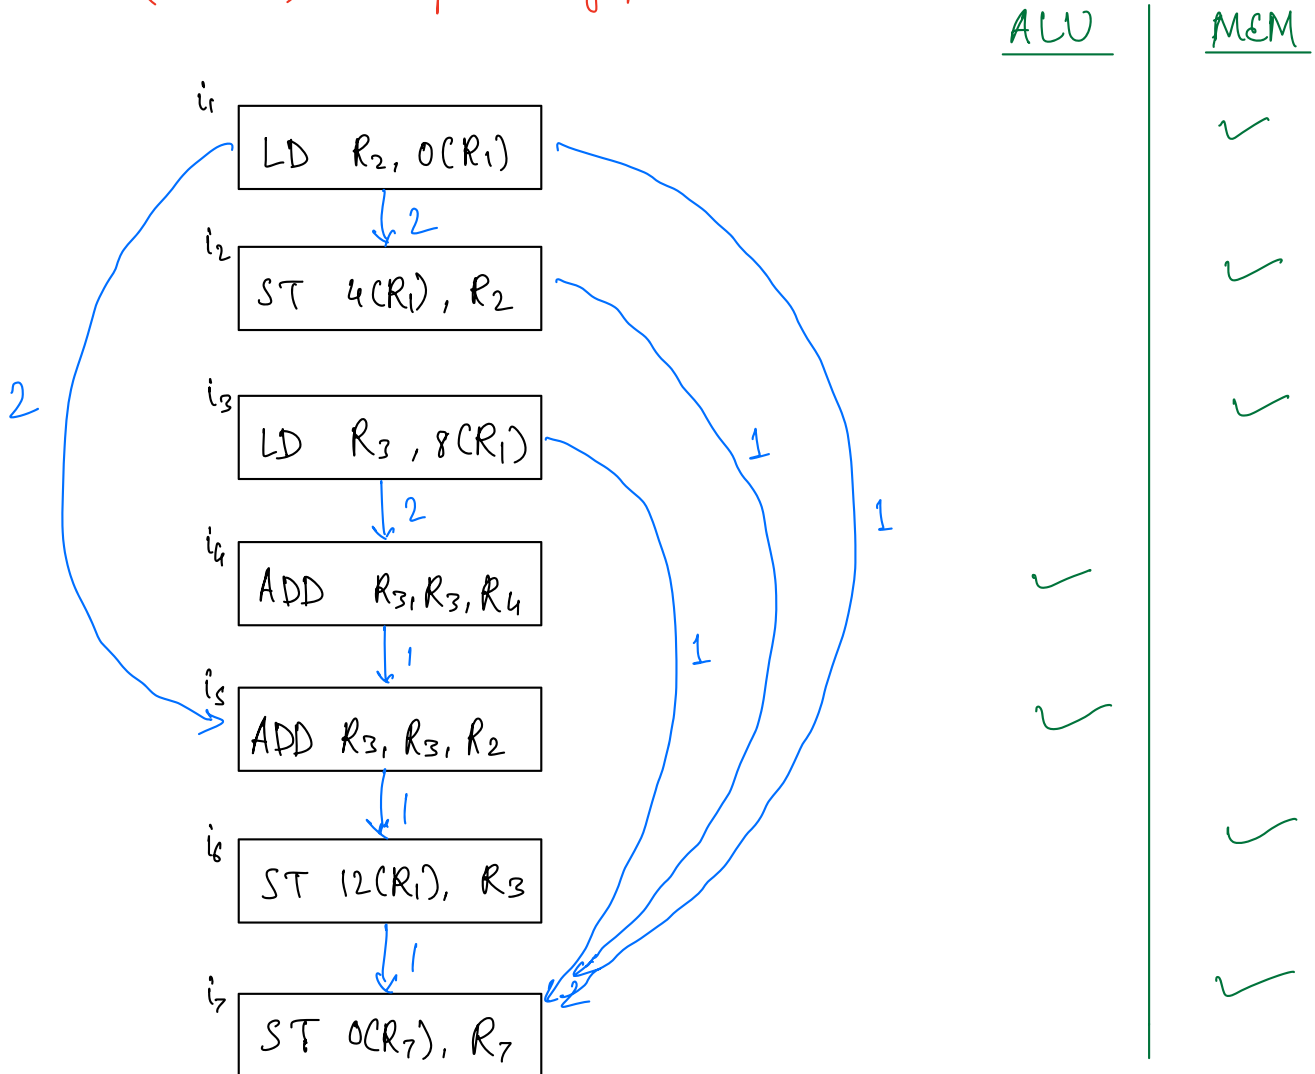 ALU MEM
i1
LD R2, 0(R1)
2
i2
ST 4(R1), R2
2
i3
LD R3, 8(R1)
1
2
1
i4
ADD R3, R3, R4
1
1
i5
ADD R3, R3, R2
1
i6
ST 12(R1), R3
1
i7
ST 0(R7), R7